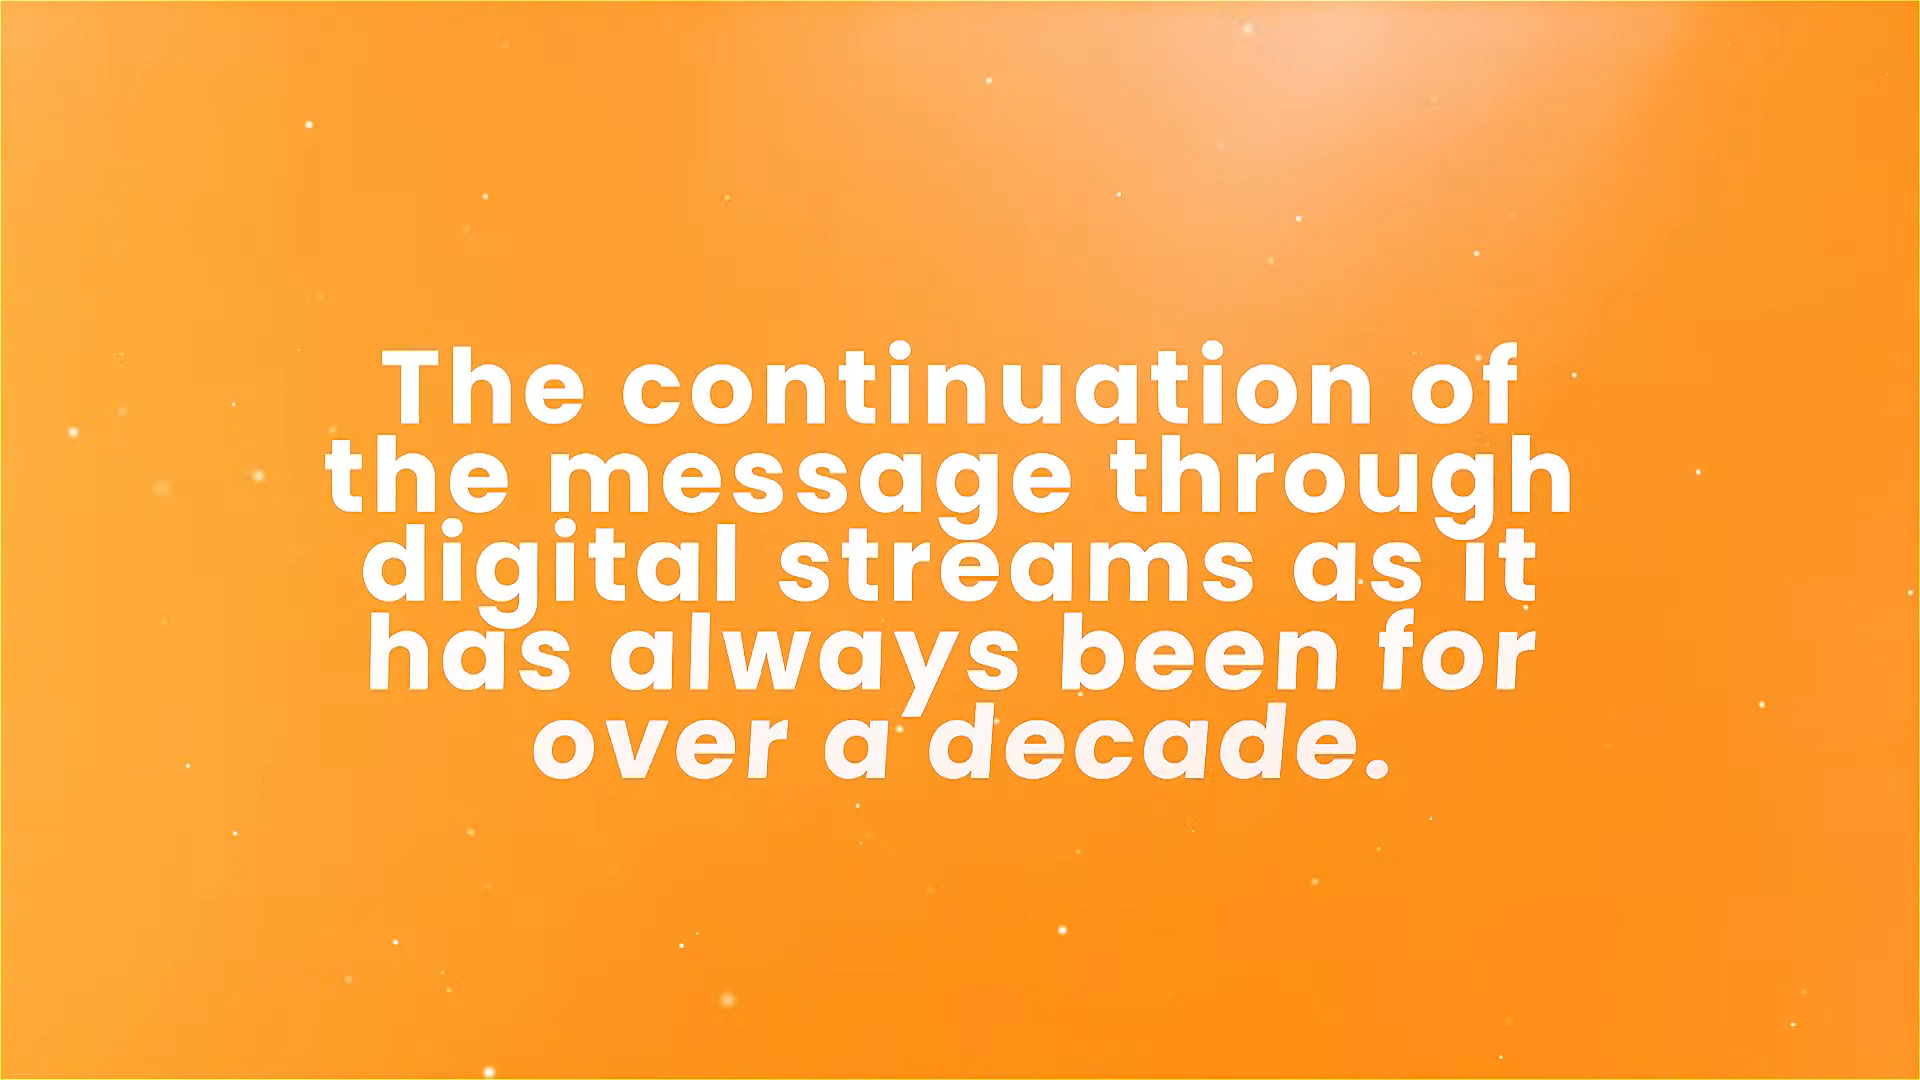 The continuation of
the message through
digital streams as it
has always been for
over a decade.